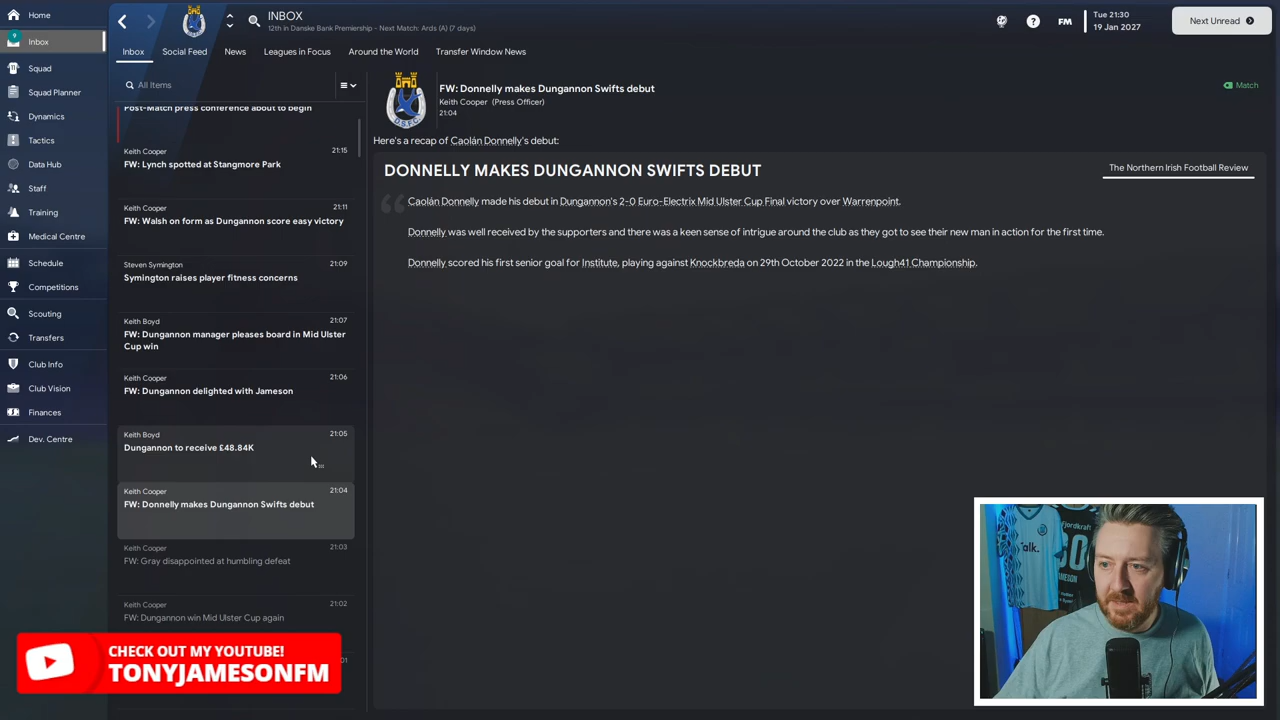 Home
Inbox
9
Squad
Squad Planner
Dynamics
Tactics
Data Hub
Staff
Training
Medical Centre
Schedule
Competitions
Scouting
Transfers
Club Info
Club Vision
Finances
Dev. Centre
INBOX
12th in Danske Bank Premiership - Next Match: Ards (A) (7 days)
FM
Tue 21:30
19 Jan 2027
Next Unread
Inbox
Social Feed
News
Leagues in Focus
Around the World
Transfer Window News
All Items
Post-Match press conference about to begin
Keith Cooper 21:15
FW: Lynch spotted at Stangmore Park
Keith Cooper 21:11
FW: Walsh on form as Dungannon score easy victory
Steven Symington 21:09
Symington raises player fitness concerns
Keith Boyd 21:07
FW: Dungannon manager pleases board in Mid Ulster
Cup win
Keith Cooper 21:06
FW: Dungannon delighted with Jameson
Keith Boyd 21:05
Dungannon to receive £48.84K
Keith Cooper 21:04
FW: Donnelly makes Dungannon Swifts debut
Keith Cooper 21:03
FW: Gray disappointed at humbling defeat
Keith Cooper 21:02
FW: Dungannon win Mid Ulster Cup again
D.S.F.C.
FW: Donnelly makes Dungannon Swifts debut
Keith Cooper (Press Officer)
21:04
Match
Here's a recap of Caolán Donnelly's debut:
DONNELLY MAKES DUNGANNON SWIFTS DEBUT
The Northern Irish Football Review
Caolán Donnelly made his debut in Dungannon's 2-0 Euro-Electrix Mid Ulster Cup Final victory over Warrenpoint.
Donnelly was well received by the supporters and there was a keen sense of intrigue around the club as they got to see their new man in action for the first time.
Donnelly scored his first senior goal for Institute, playing against Knockbreda on 29th October 2022 in the Lough41 Championship.
CHECK OUT MY YOUTUBE!
TONYJAMESONFM
Talk.
fjordkraft
JAMESON